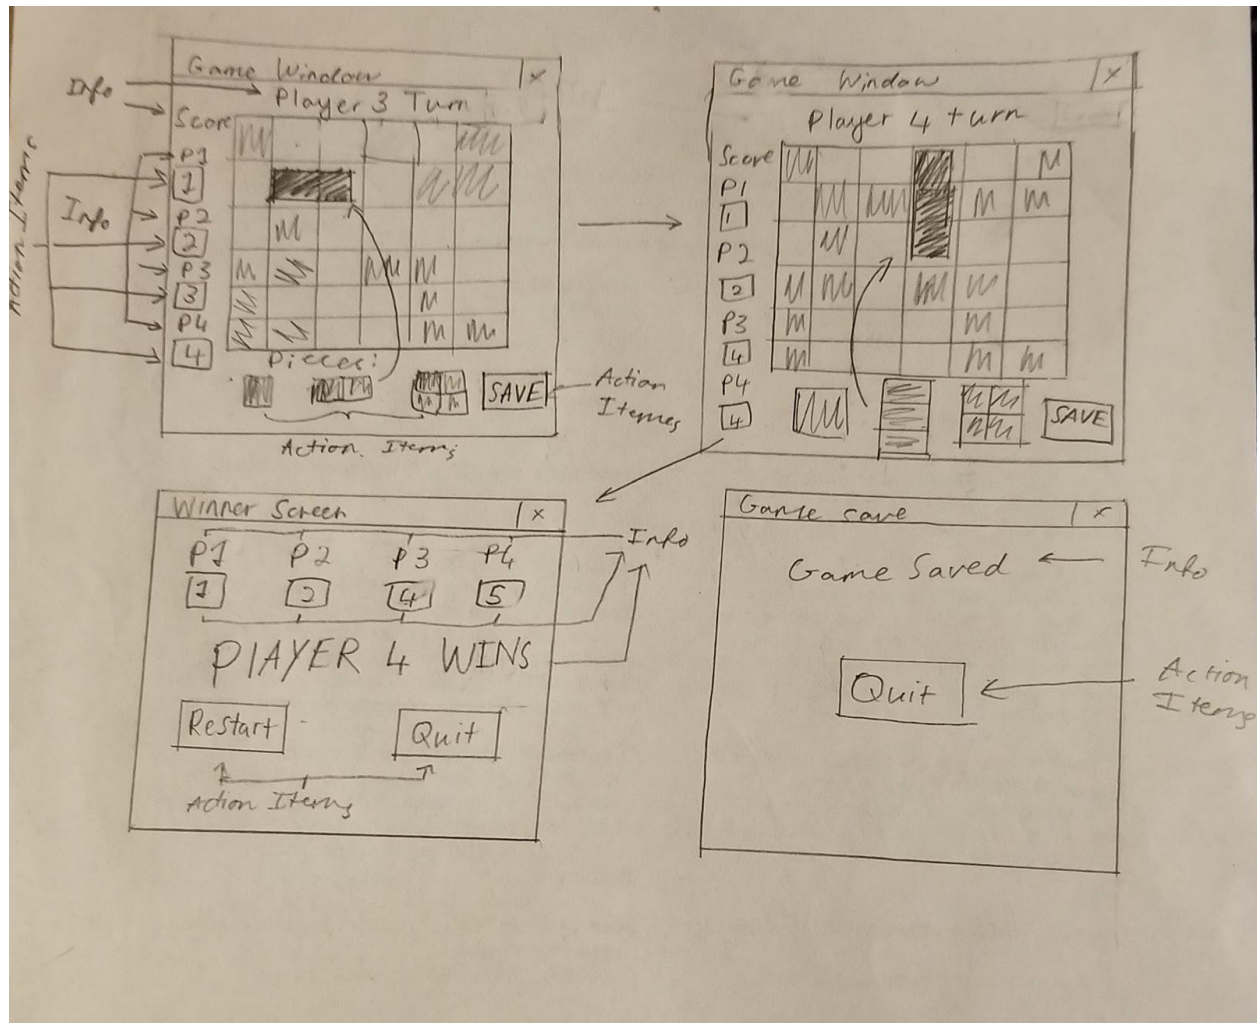 Game Window X
Info
Player 3 Turn
Score
P1
1
Info
P2
2
P3
3
P4
4
Action Items
Pieces:
SAVE
Action
Itemes
Action Items
Game Window X
Player 4 turn
Score
P1
1
P2
2
P3
4
P4
4
SAVE
Winner Screen X
P1 P2 P3 P4
1 2 4 5
Info
PLAYER 4 WINS
Restart Quit
Action Items
Game save X
Game Saved
Info
Quit
Action
Items